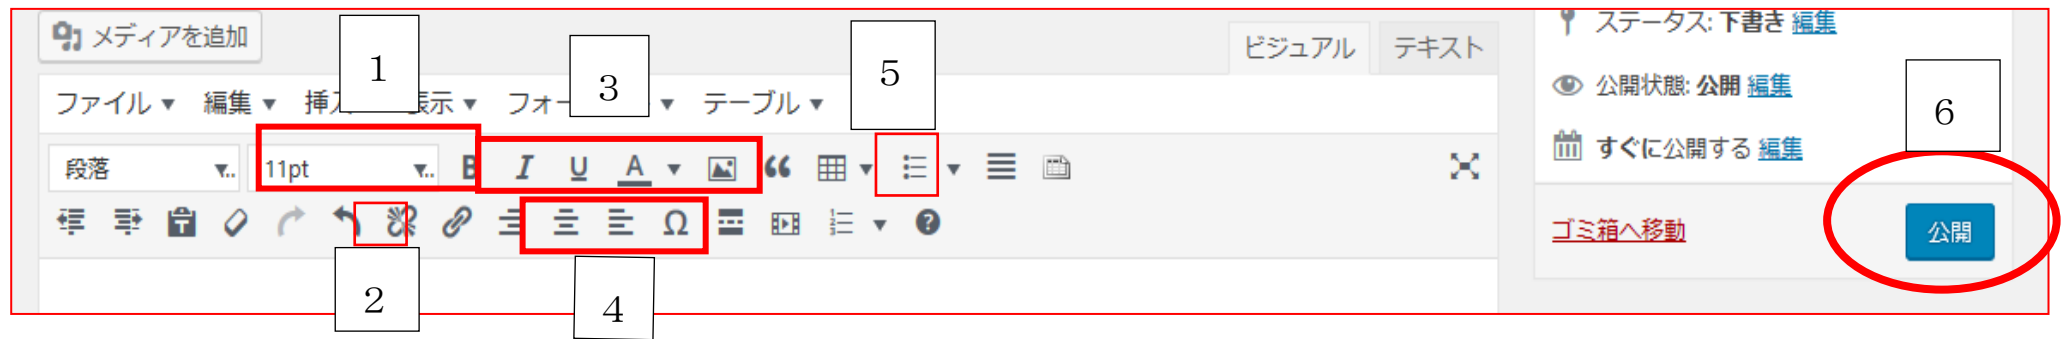 メディアを追加
ビジュアル テキスト
ファイル 編集 挿入 表示 フォー ト テーブル
段落 11pt B I U A
Ω
ステータス: 下書き 編集
公開状態: 公開 編集
すぐに公開する 編集
ゴミ箱へ移動 公開
1
2
3
4
5
6